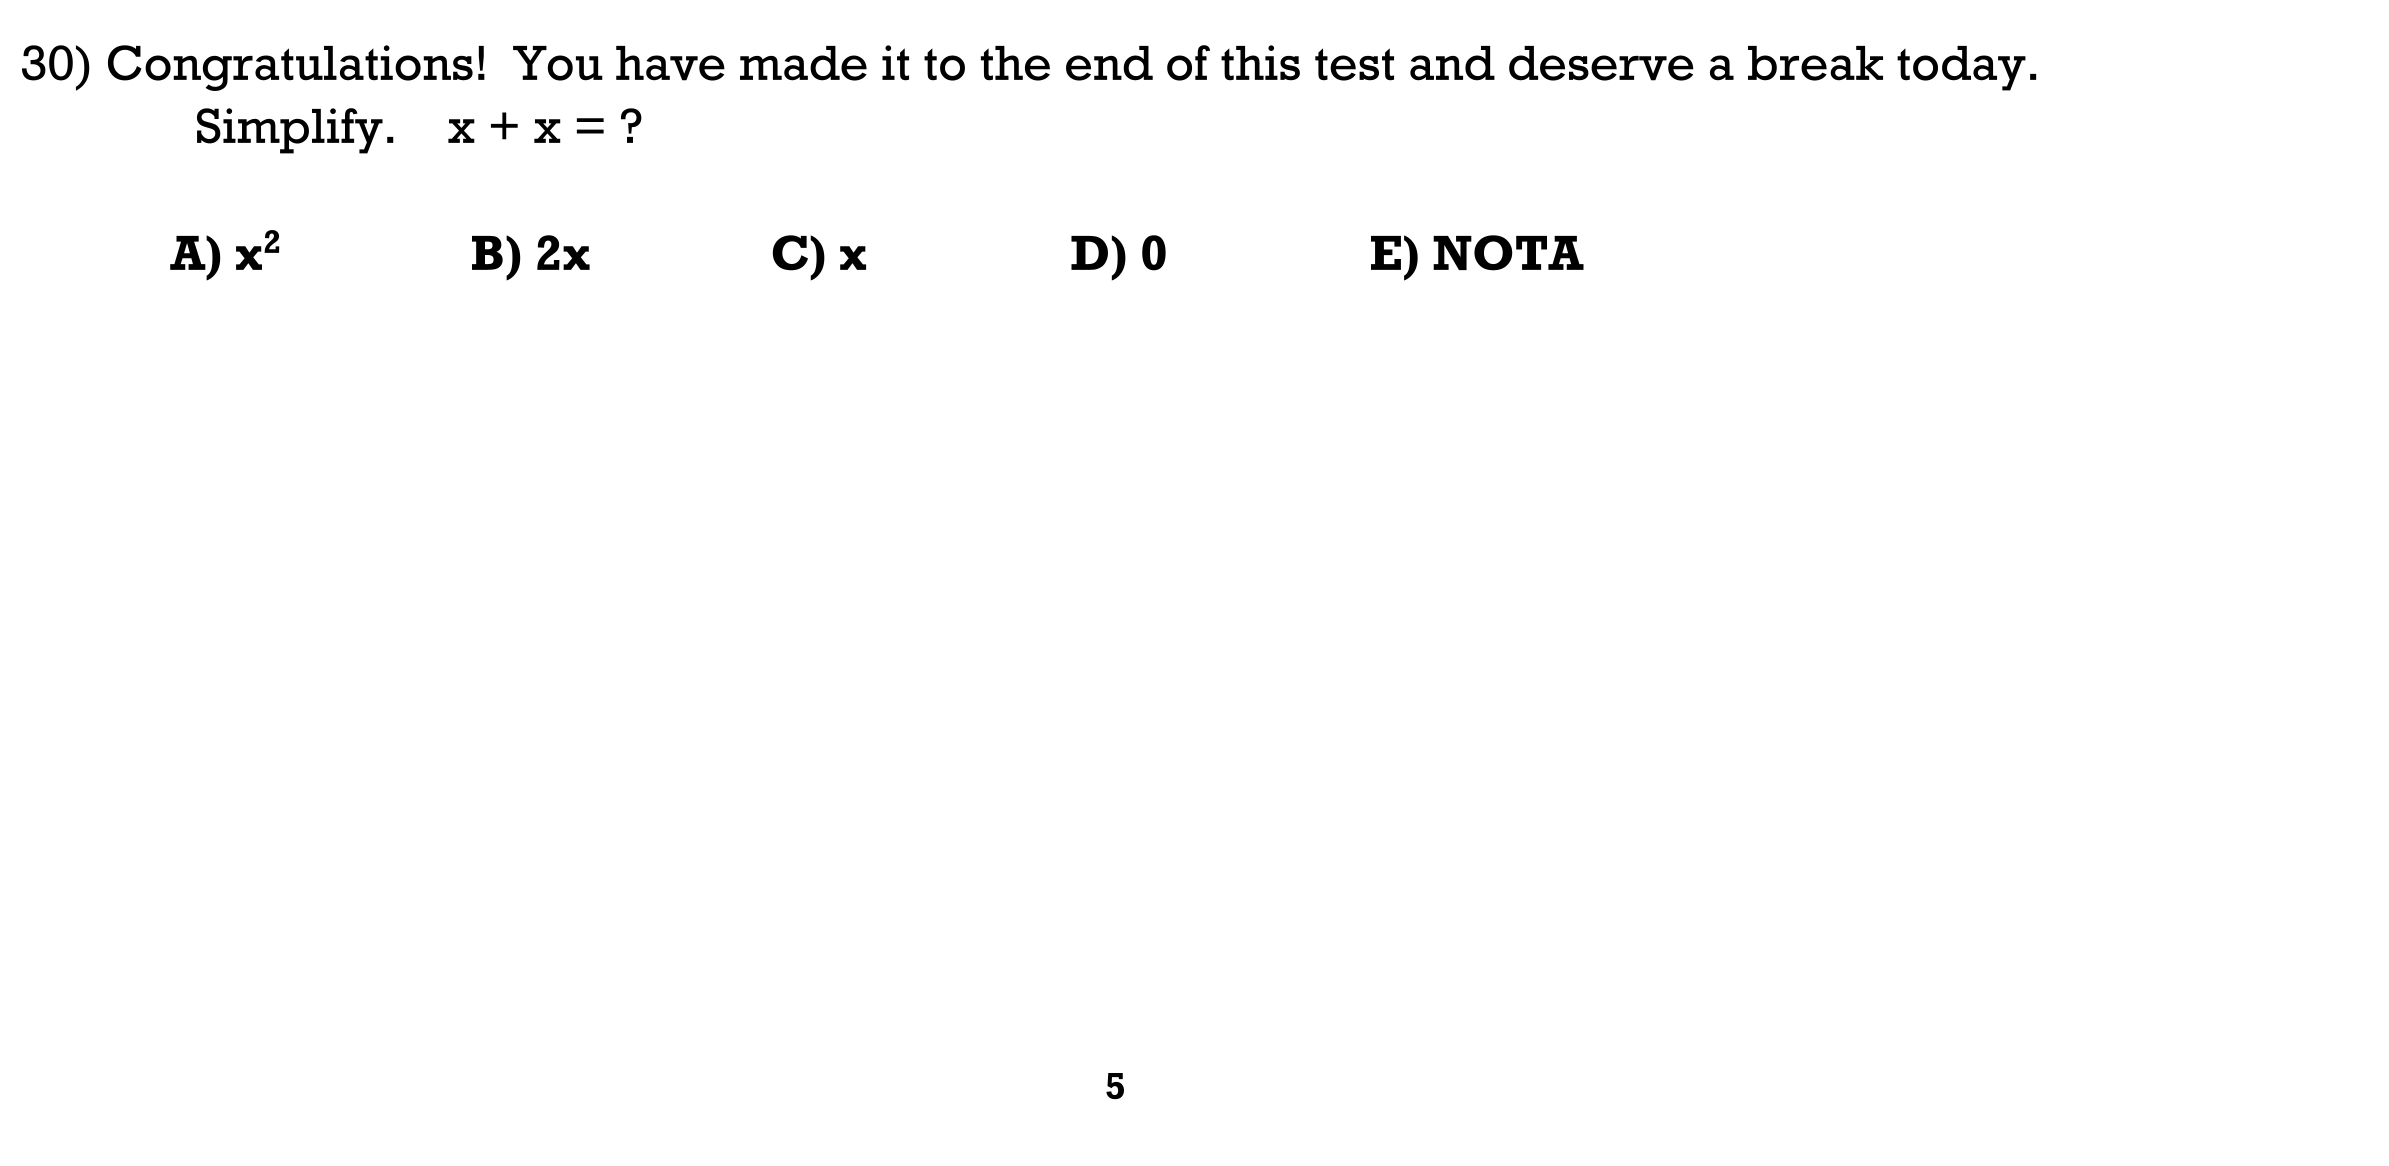 30) Congratulations!  You have made it to the end of this test and deserve a break today.
Simplify.   x + x = ?
A) x²   B) 2x   C) x   D) 0   E) NOTA
5